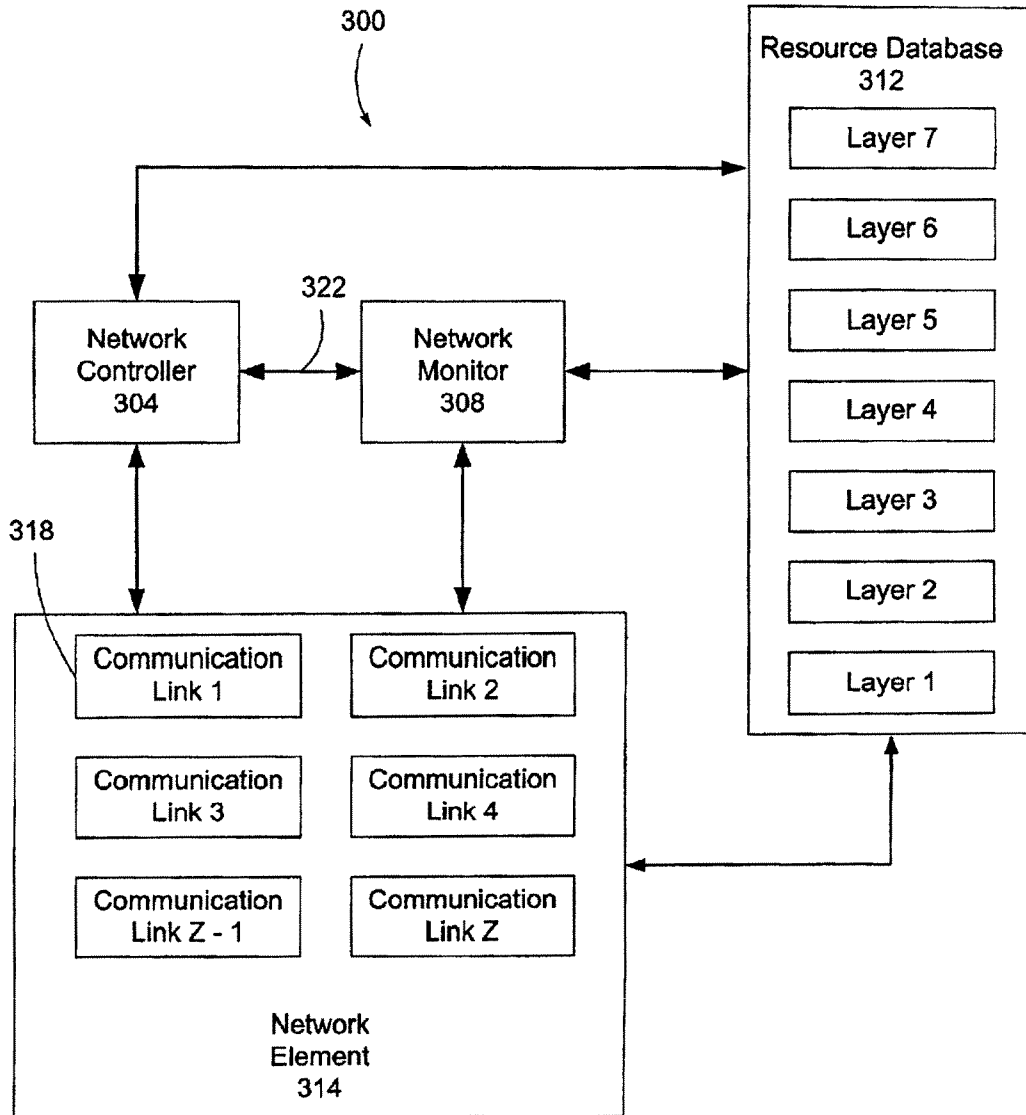 300
Resource Database
312
Layer 7
Layer 6
Layer 5
Layer 4
Layer 3
Layer 2
Layer 1
322
Network
Controller
304
Network
Monitor
308
318
Communication
Link 1
Communication
Link 2
Communication
Link 3
Communication
Link 4
Communication
Link Z - 1
Communication
Link Z
Network
Element
314